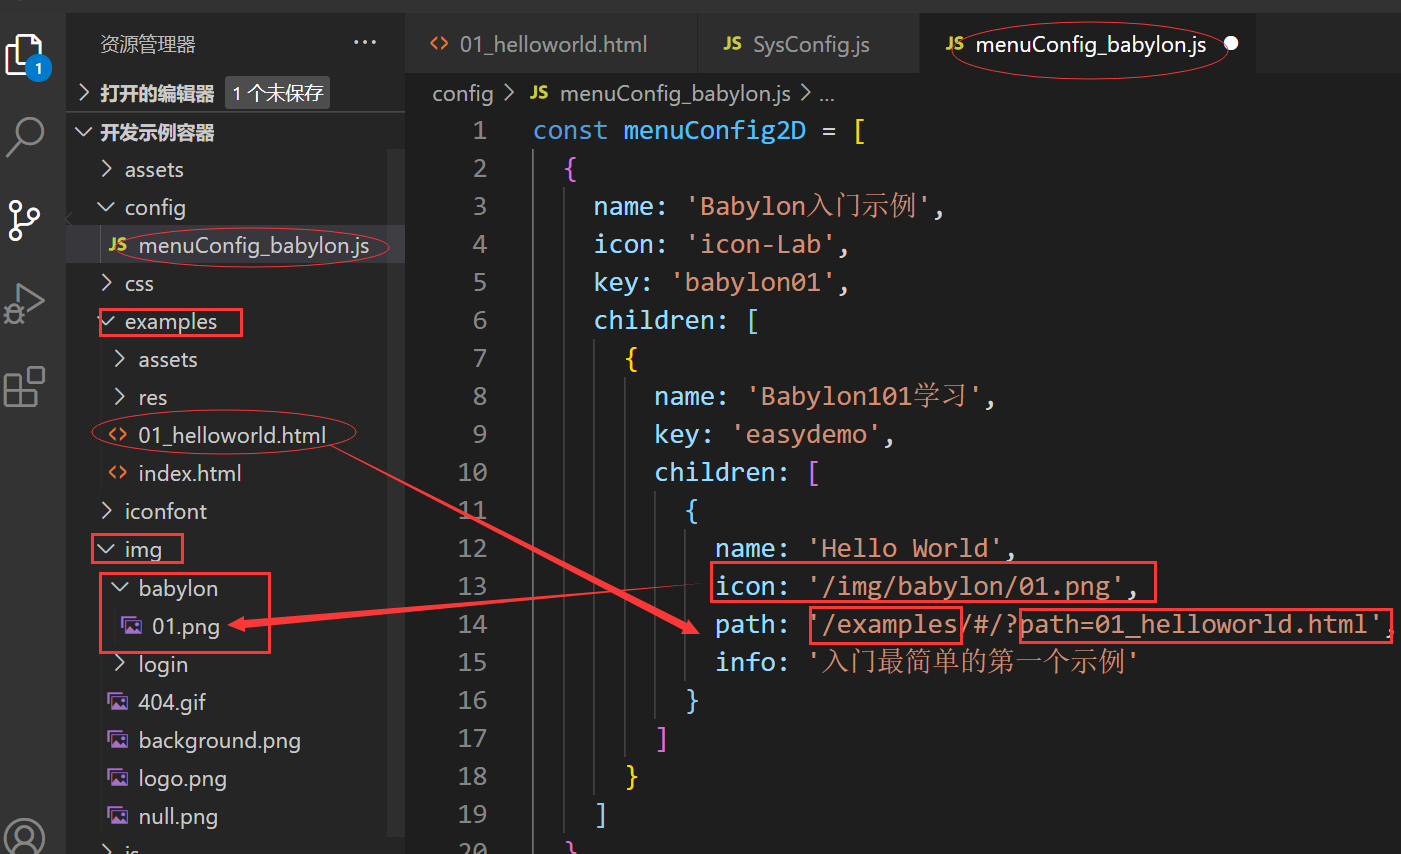 1
资源管理器
···
打开的编辑器
1 个未保存
开发示例容器
assets
config
JS menuConfig_babylon.js
css
examples
assets
res
<> 01_helloworld.html
<> index.html
iconfont
img
babylon
01.png
login
404.gif
background.png
logo.png
null.png
js
<> 01_helloworld.html
JS SysConfig.js
JS menuConfig_babylon.js
config > JS menuConfig_babylon.js > ...
1 const menuConfig2D = [
2 {
3 name: 'Babylon入门示例',
4 icon: 'icon-Lab',
5 key: 'babylon01',
6 children: [
7 {
8 name: 'Babylon101学习',
9 key: 'easydemo',
10 children: [
11 {
12 name: 'Hello World',
13 icon: '/img/babylon/01.png',
14 path: '/examples/#/?path=01_helloworld.html',
15 info: '入门最简单的第一个示例'
16 }
17 ]
18 }
19 ]
20 }